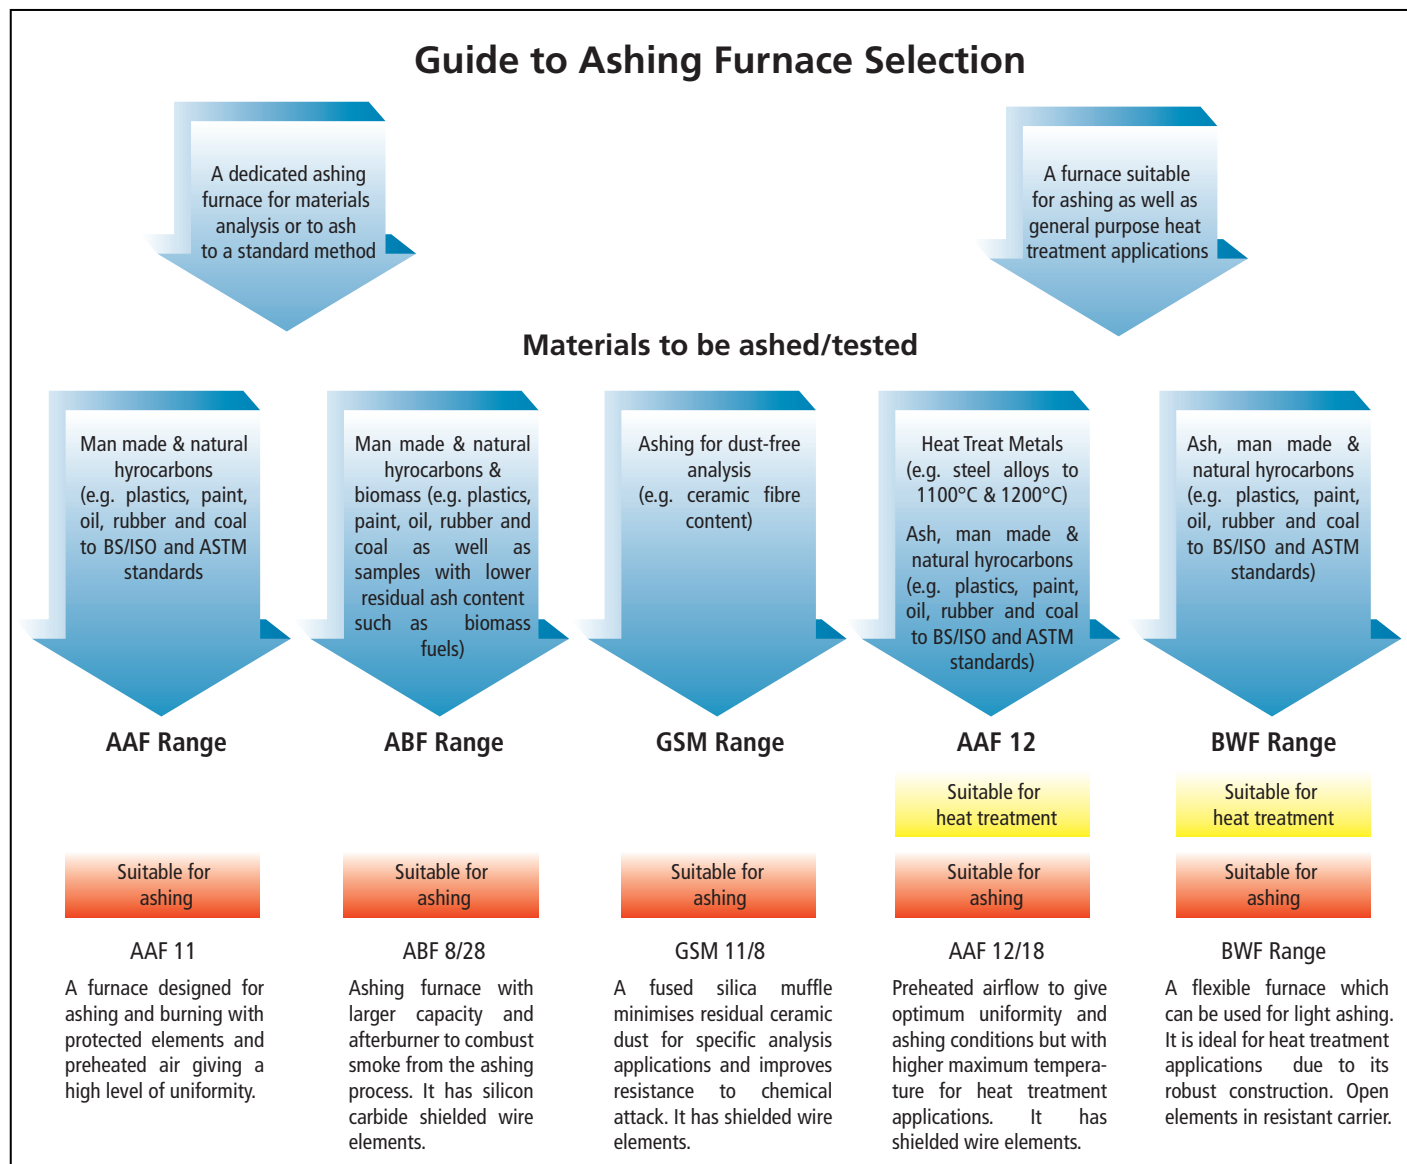 Guide to Ashing Furnace Selection
A dedicated ashing
furnace for materials
analysis or to ash
to a standard method
A furnace suitable
for ashing as well as
general purpose heat
treatment applications
Materials to be ashed/tested
Man made & natural
hyrocarbons
(e.g. plastics, paint,
oil, rubber and coal
to BS/ISO and ASTM
standards
Man made & natural
hyrocarbons &
biomass (e.g. plastics,
paint, oil, rubber and
coal as well as
samples with lower
residual ash content
such as biomass
fuels)
Ashing for dust-free
analysis
(e.g. ceramic fibre
content)
Heat Treat Metals
(e.g. steel alloys to
1100°C & 1200°C)
Ash, man made &
natural hyrocarbons
(e.g. plastics, paint,
oil, rubber and coal
to BS/ISO and ASTM
standards)
Ash, man made &
natural hyrocarbons
(e.g. plastics, paint,
oil, rubber and coal
to BS/ISO and ASTM
standards)
AAF Range
ABF Range
GSM Range
AAF 12
BWF Range
Suitable for
heat treatment
Suitable for
heat treatment
Suitable for
ashing
Suitable for
ashing
Suitable for
ashing
Suitable for
ashing
Suitable for
ashing
AAF 11
A furnace designed for
ashing and burning with
protected elements and
preheated air giving a
high level of uniformity.
ABF 8/28
Ashing furnace with
larger capacity and
afterburner to combust
smoke from the ashing
process. It has silicon
carbide shielded wire
elements.
GSM 11/8
A fused silica muffle
minimises residual ceramic
dust for specific analysis
applications and improves
resistance to chemical
attack. It has shielded wire
elements.
AAF 12/18
Preheated airflow to give
optimum uniformity and
ashing conditions but with
higher maximum tempera-
ture for heat treatment
applications. It has
shielded wire elements.
BWF Range
A flexible furnace which
can be used for light ashing.
It is ideal for heat treatment
applications due to its
robust construction. Open
elements in resistant carrier.